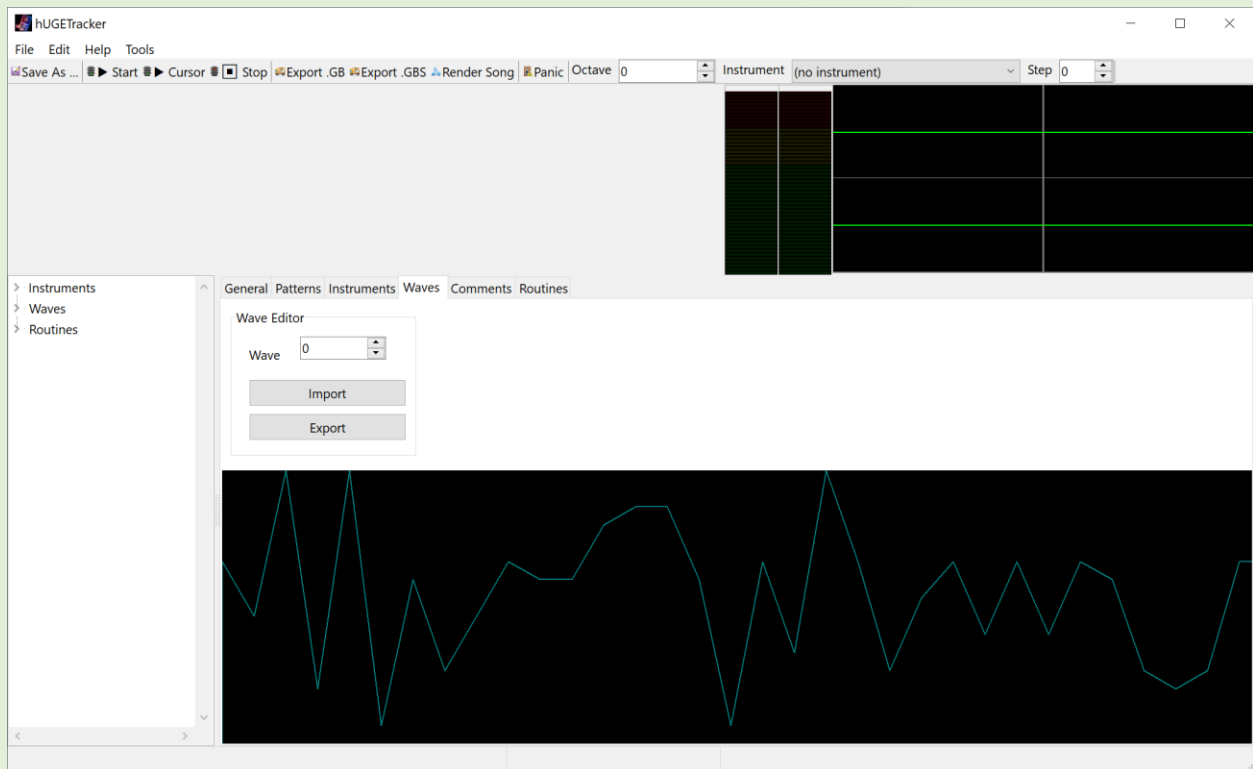 hUGETracker
File Edit Help Tools
Save As ... Start Cursor Stop Export .GB Export .GBS Render Song Panic Octave 0 Instrument (no instrument) Step 0
Instruments
Waves
Routines
General Patterns Instruments Waves Comments Routines
Wave Editor
Wave 0
Import
Export